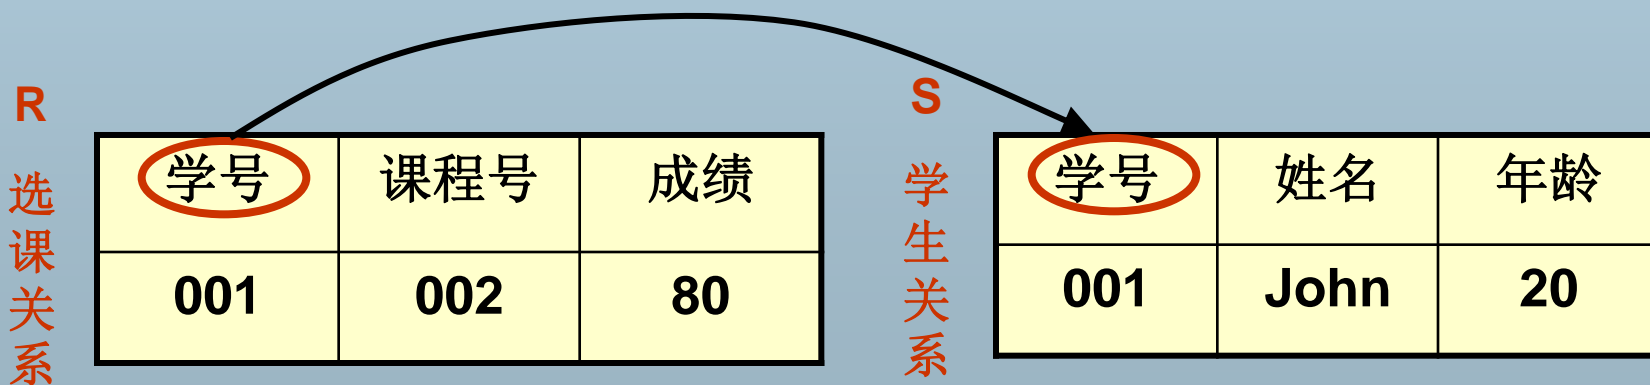 R
选课关系
学号 课程号 成绩
001 002 80
S
学生关系
学号 姓名 年龄
001 John 20